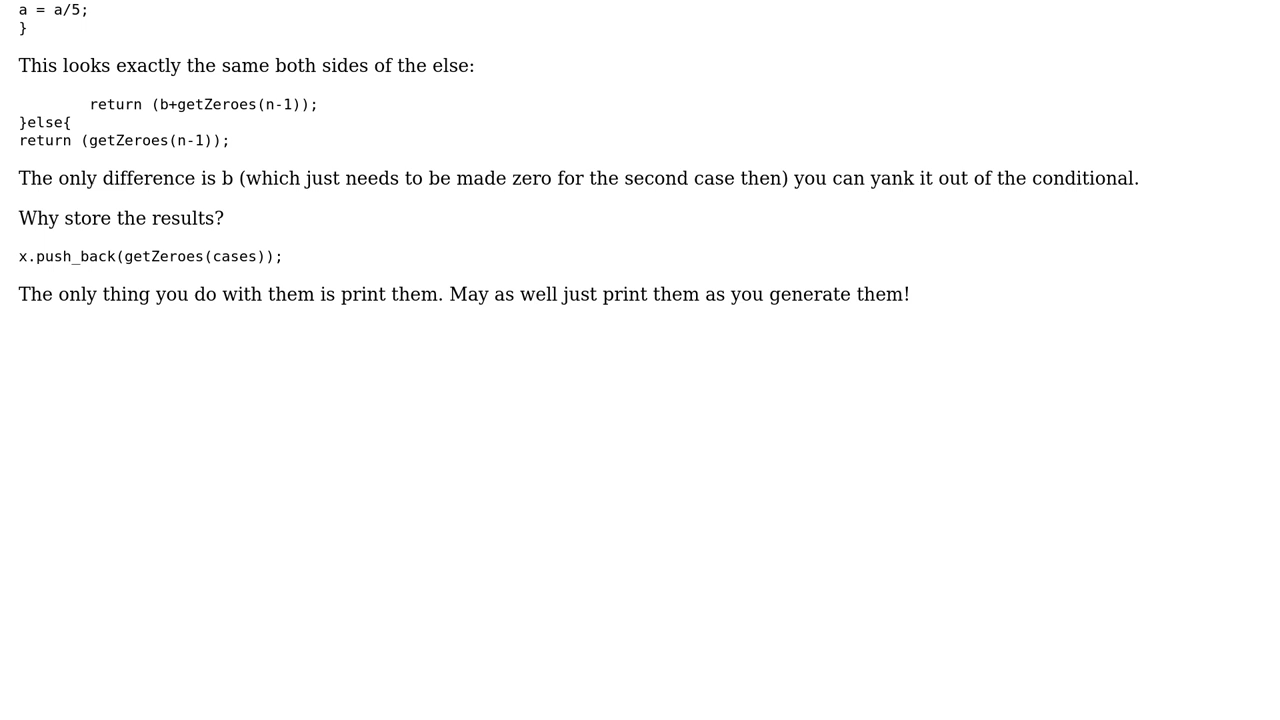 a = a/5;
}
This looks exactly the same both sides of the else:
        return (b+getZeroes(n-1));
}else{
return (getZeroes(n-1));
The only difference is b (which just needs to be made zero for the second case then) you can yank it out of the conditional.
Why store the results?
x.push_back(getZeroes(cases));
The only thing you do with them is print them. May as well just print them as you generate them!